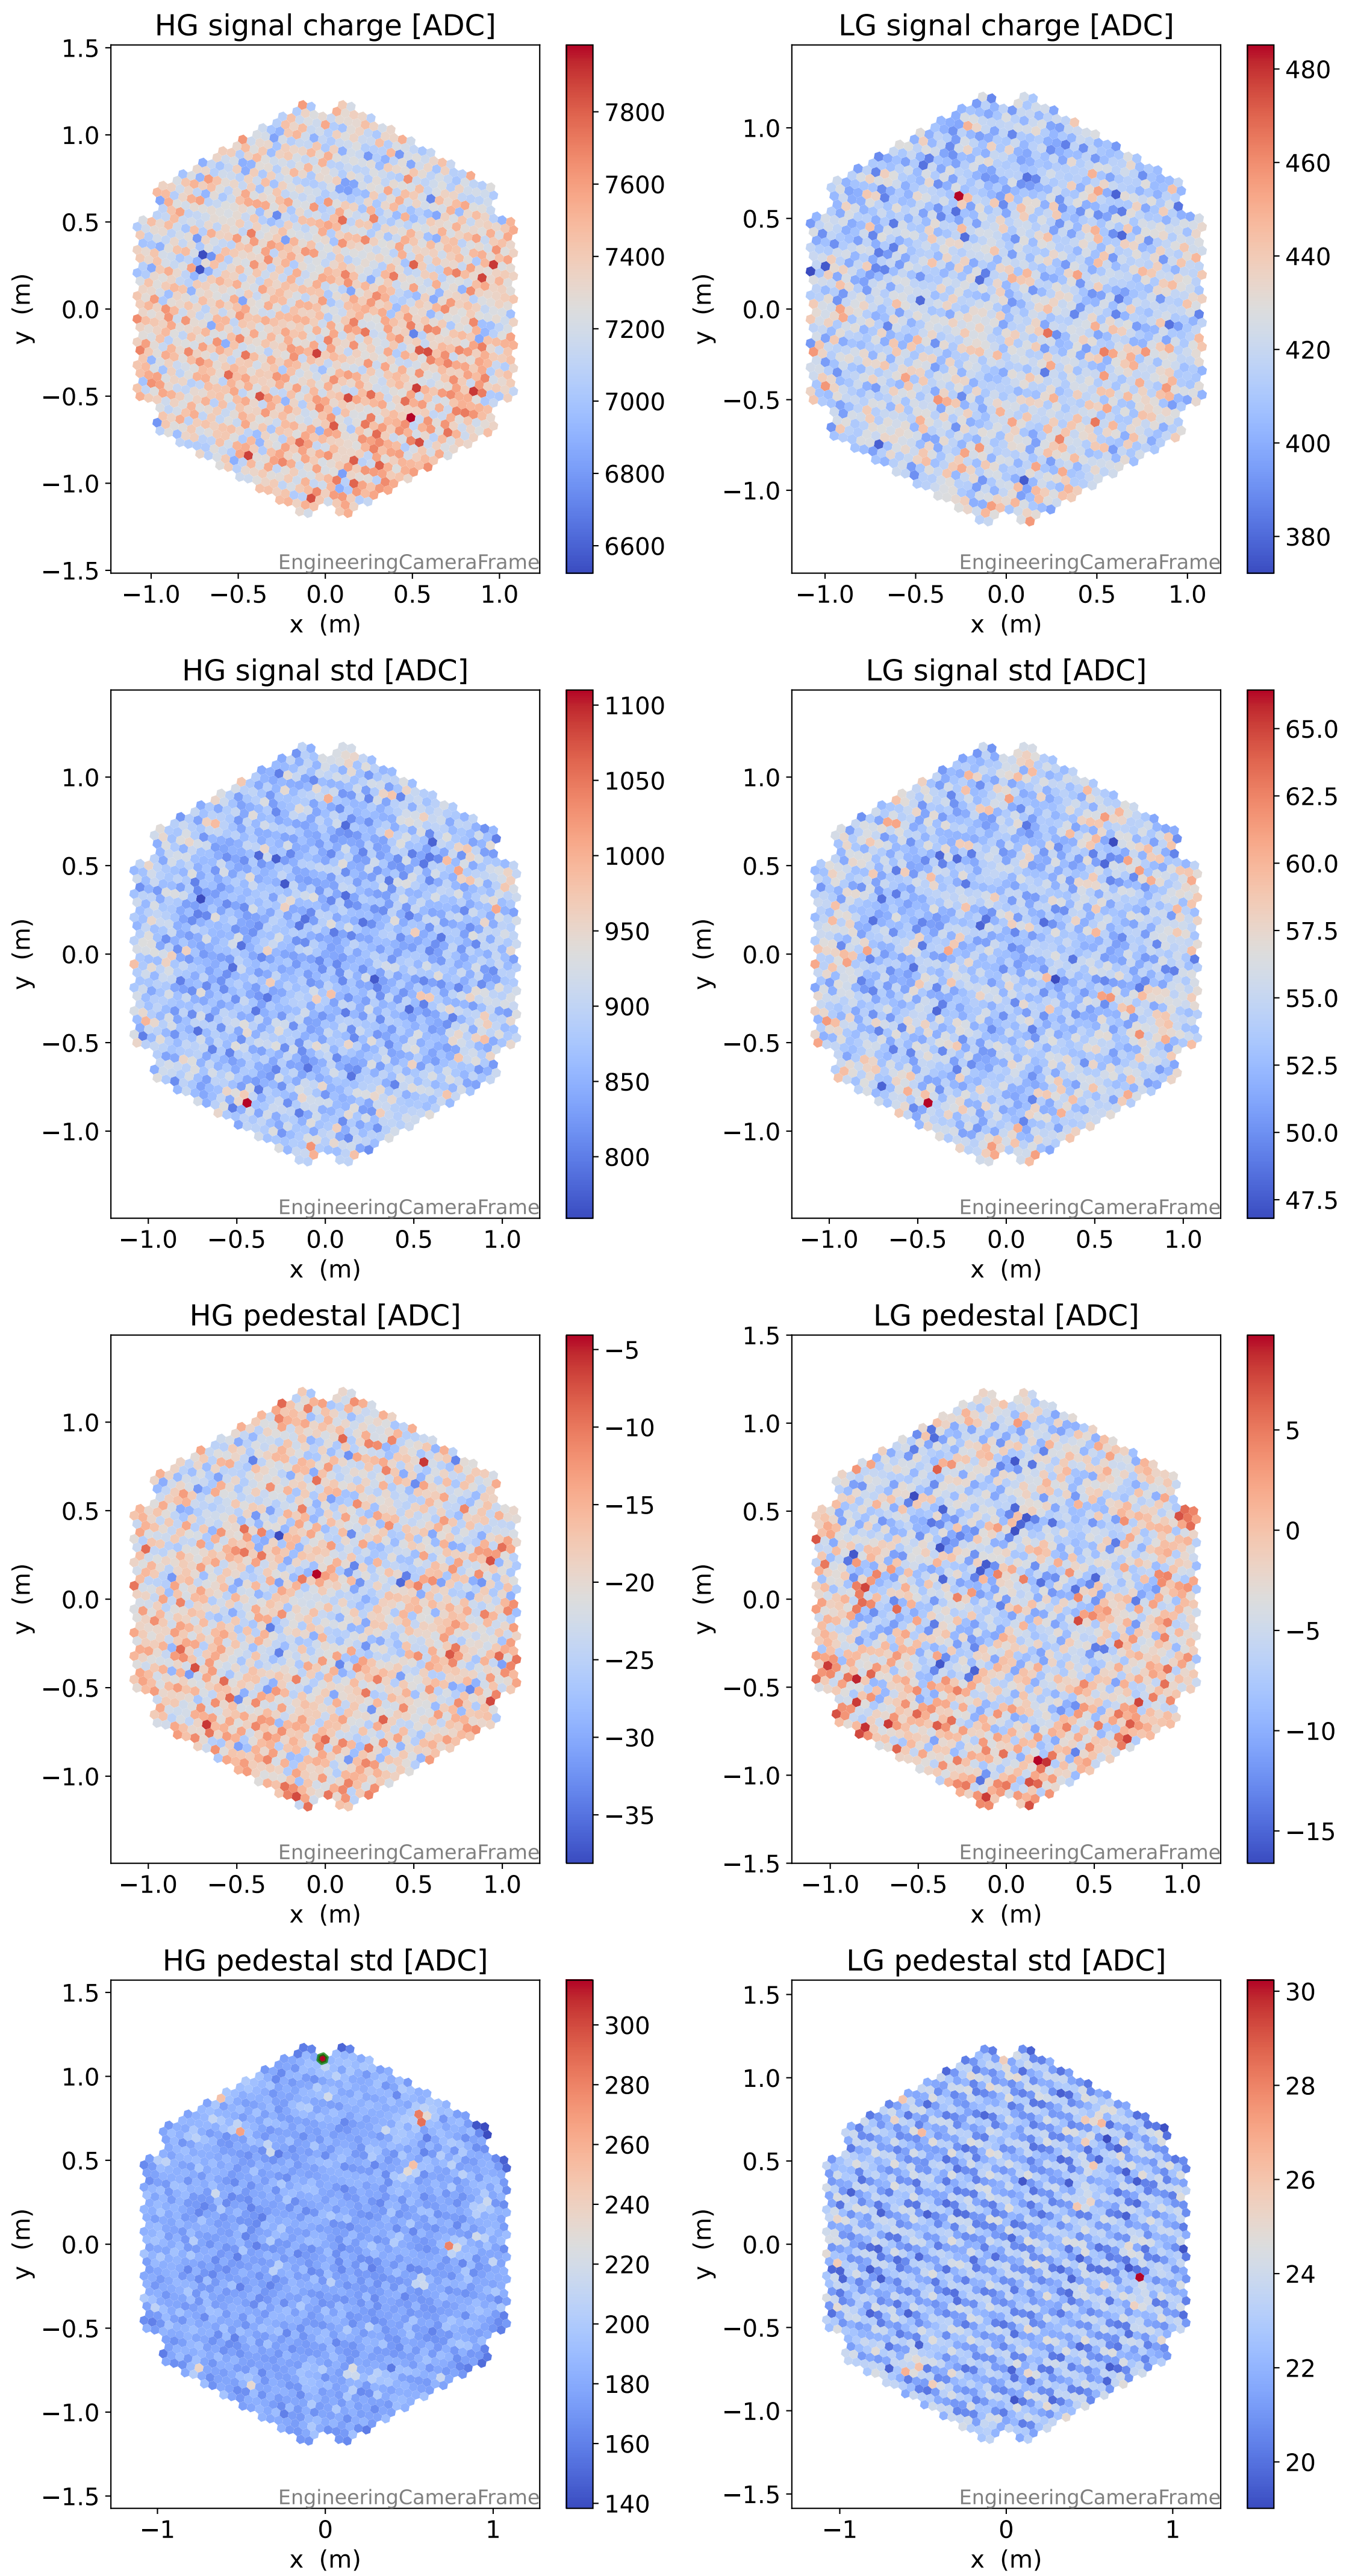 HG signal charge [ADC]
LG signal charge [ADC]
1.5
1.0
0.5
0.0
−0.5
−1.0
−1.5
y (m)
−1.0 −0.5 0.0 0.5 1.0
x (m)
EngineeringCameraFrame
7800
7600
7400
7200
7000
6800
6600
1.0
0.5
0.0
−0.5
−1.0
y (m)
−1.0 −0.5 0.0 0.5 1.0
x (m)
EngineeringCameraFrame
480
460
440
420
400
380
HG signal std [ADC]
LG signal std [ADC]
1.0
0.5
0.0
−0.5
−1.0
y (m)
−1.0 −0.5 0.0 0.5 1.0
x (m)
EngineeringCameraFrame
1100
1050
1000
950
900
850
800
1.0
0.5
0.0
−0.5
−1.0
y (m)
−1.0 −0.5 0.0 0.5 1.0
x (m)
EngineeringCameraFrame
65.0
62.5
60.0
57.5
55.0
52.5
50.0
47.5
HG pedestal [ADC]
LG pedestal [ADC]
1.0
0.5
0.0
−0.5
−1.0
y (m)
−1.0 −0.5 0.0 0.5 1.0
x (m)
EngineeringCameraFrame
−5
−10
−15
−20
−25
−30
−35
1.5
1.0
0.5
0.0
−0.5
−1.0
−1.5
y (m)
−1.0 −0.5 0.0 0.5 1.0
x (m)
EngineeringCameraFrame
5
0
−5
−10
−15
HG pedestal std [ADC]
LG pedestal std [ADC]
1.5
1.0
0.5
0.0
−0.5
−1.0
−1.5
y (m)
−1 0 1
x (m)
EngineeringCameraFrame
300
280
260
240
220
200
180
160
140
1.5
1.0
0.5
0.0
−0.5
−1.0
−1.5
y (m)
−1 0 1
x (m)
EngineeringCameraFrame
30
28
26
24
22
20